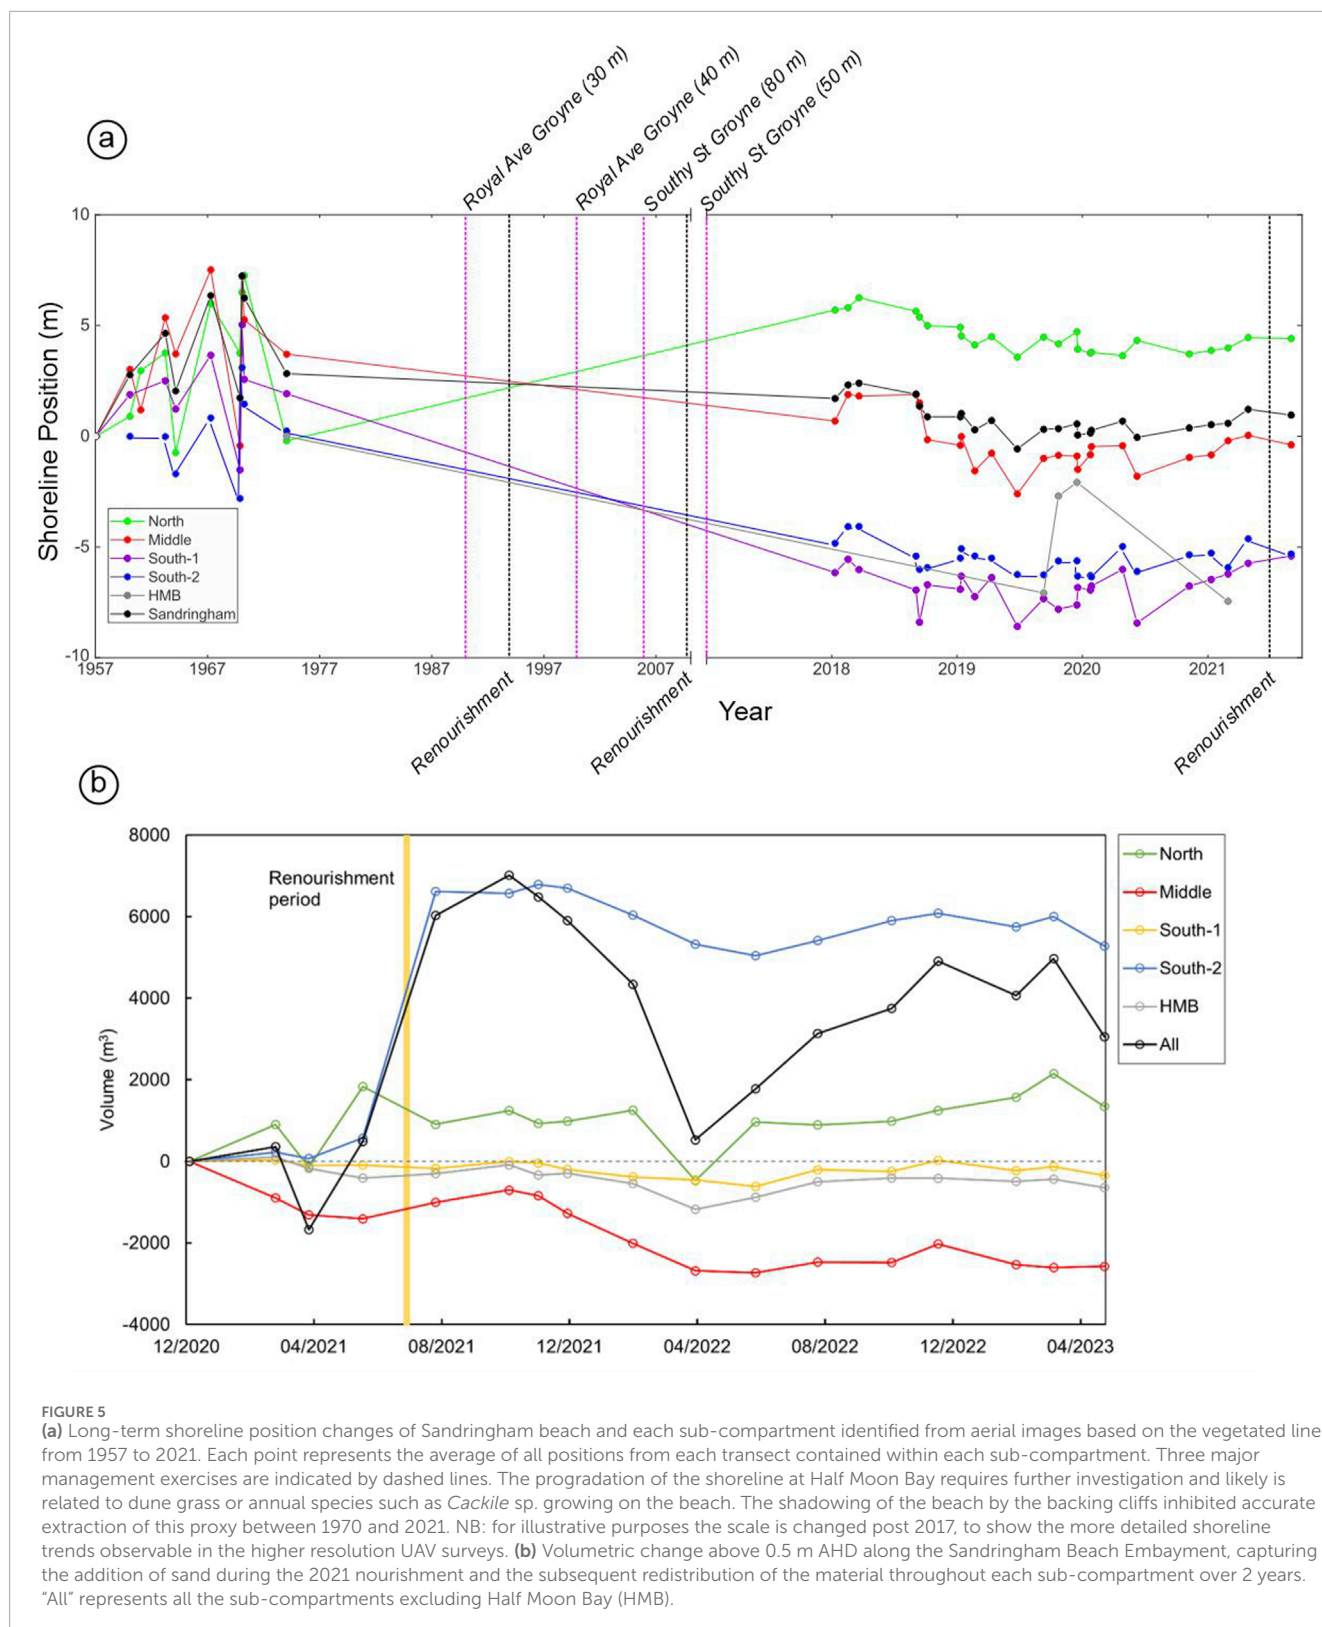 a
Royal Ave Groyne (30 m)
Royal Ave Groyne (40 m)
Southy St Groyne (80 m)
Southy St Groyne (50 m)
Shoreline Position (m)
10
5
0
-5
-10
North
Middle
South-1
South-2
HMB
Sandringham
1957
1967
1977
1987
1997
2007
2018
2019
2020
2021
Year
Renourishment
Renourishment
Renourishment
b
Volume (m³)
8000
6000
4000
2000
0
-2000
-4000
Renourishment
period
North
Middle
South-1
South-2
HMB
All
12/2020
04/2021
08/2021
12/2021
04/2022
08/2022
12/2022
04/2023
FIGURE 5
(a) Long-term shoreline position changes of Sandringham beach and each sub-compartment identified from aerial images based on the vegetated line
from 1957 to 2021. Each point represents the average of all positions from each transect contained within each sub-compartment. Three major
management exercises are indicated by dashed lines. The progradation of the shoreline at Half Moon Bay requires further investigation and likely is
related to dune grass or annual species such as Cackile sp. growing on the beach. The shadowing of the beach by the backing cliffs inhibited accurate
extraction of this proxy between 1970 and 2021. NB: for illustrative purposes the scale is changed post 2017, to show the more detailed shoreline
trends observable in the higher resolution UAV surveys. (b) Volumetric change above 0.5 m AHD along the Sandringham Beach Embayment, capturing
the addition of sand during the 2021 nourishment and the subsequent redistribution of the material throughout each sub-compartment over 2 years.
“All” represents all the sub-compartments excluding Half Moon Bay (HMB).